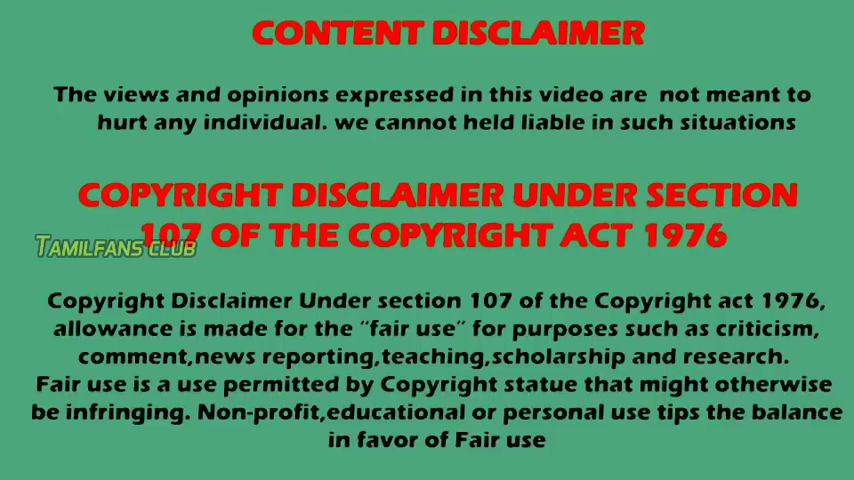 CONTENT DISCLAIMER
The views and opinions expressed in this video are not meant to
hurt any individual. we cannot held liable in such situations
COPYRIGHT DISCLAIMER UNDER SECTION
107 OF THE COPYRIGHT ACT 1976
TAMILFANS CLUB
Copyright Disclaimer Under section 107 of the Copyright act 1976,
allowance is made for the “fair use” for purposes such as criticism,
comment,news reporting,teaching,scholarship and research.
Fair use is a use permitted by Copyright statue that might otherwise
be infringing. Non-profit,educational or personal use tips the balance
in favor of Fair use